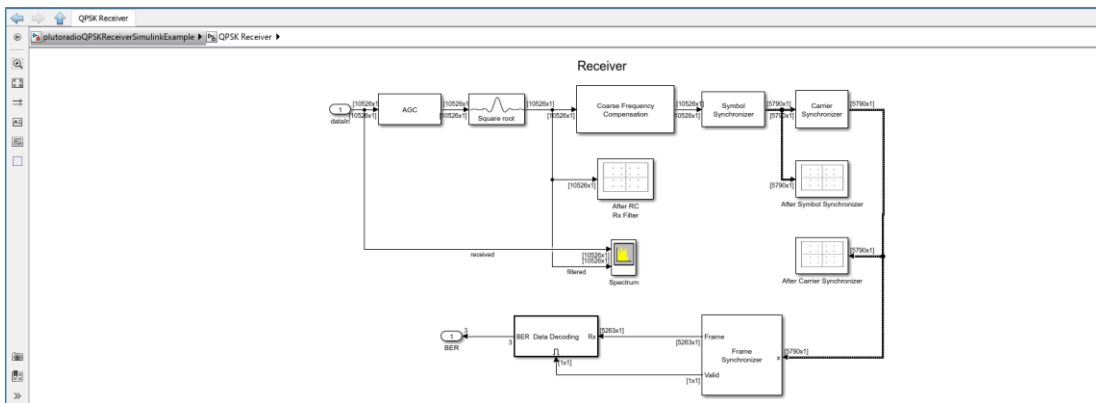 QPSK Receiver
plutoradioQPSKReceiverSimulinkExample
QPSK Receiver
Receiver
1
dataIn
[10526x1]
[10526x1]
AGC
[10526x1]
[10526x1]
Square root
[10526x1]
[10526x1]
Coarse Frequency
Compensation
[10526x1]
[10526x1]
Symbol
Synchronizer
[5790x1]
[5790x1]
Carrier
Synchronizer
[5790x1]
[10526x1]
After RC
Rx Filter
[5790x1]
After Symbol Synchronizer
received
filtered
[10526x1]
[10526x1]
Spectrum
[5790x1]
After Carrier Synchronizer
1
BER
3
3
BER Data Decoding Rx
[5263x1]
[5263x1]
Frame
Frame
Synchronizer
x
[5790x1]
Valid
[1x1]
[1x1]